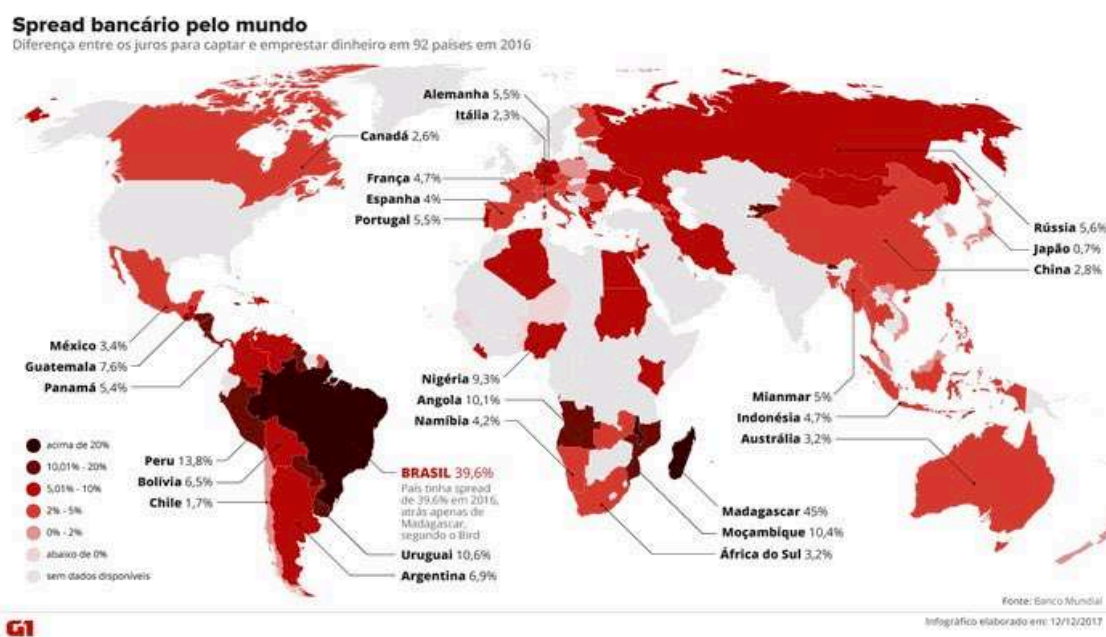 Spread bancário pelo mundo
Diferença entre os juros para captar e emprestar dinheiro em 92 países em 2016
Alemanha 5,5%
Itália 2,3%
Canadá 2,6%
França 4,7%
Espanha 4%
Portugal 5,5%
Rússia 5,6%
Japão 0,7%
China 2,8%
México 3,4%
Guatemala 7,6%
Panamá 5,4%
Nigéria 9,3%
Angola 10,1%
Namíbia 4,2%
Mianmar 5%
Indonésia 4,7%
Austrália 3,2%
acima de 20%
10,01% - 20%
5,01% - 10%
2% - 5%
0% - 2%
abaixo de 0%
sem dados disponíveis
Peru 13,8%
Bolívia 6,5%
Chile 1,7%
BRASIL 39,6%
País tinha spread
de 39,6% em 2016,
atrás apenas de
Madagascar,
segundo o Bird
Uruguai 10,6%
Argentina 6,9%
Madagascar 45%
Moçambique 10,4%
África do Sul 3,2%
Fonte: Banco Mundial
Infográfico elaborado em: 12/12/2017
G1